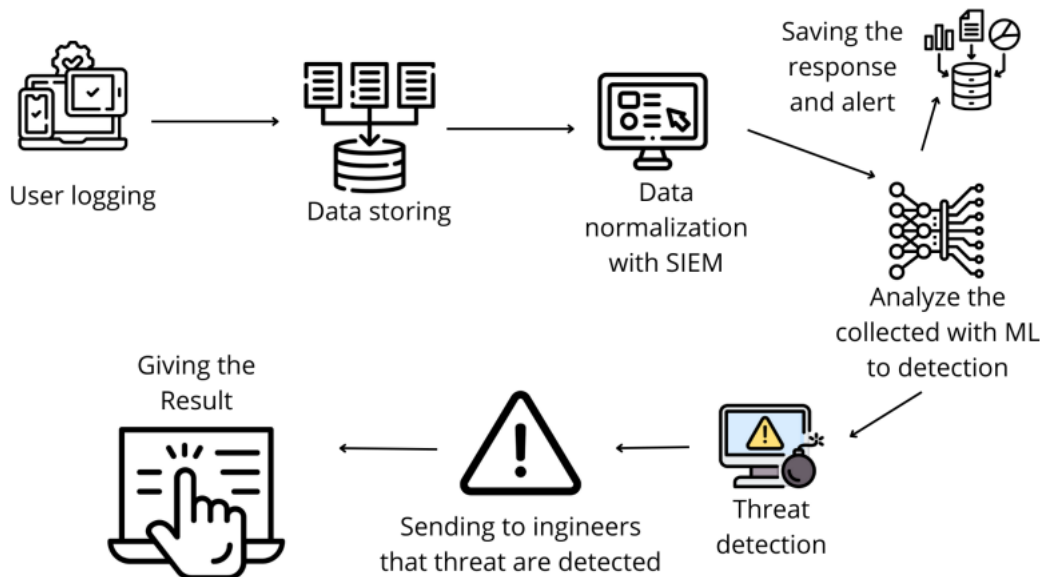 User logging
Data storing
Data
normalization
with SIEM
Saving the
response
and alert
Analyze the
collected with ML
to detection
Threat
detection
Sending to ingineers
that threat are detected
Giving the
Result